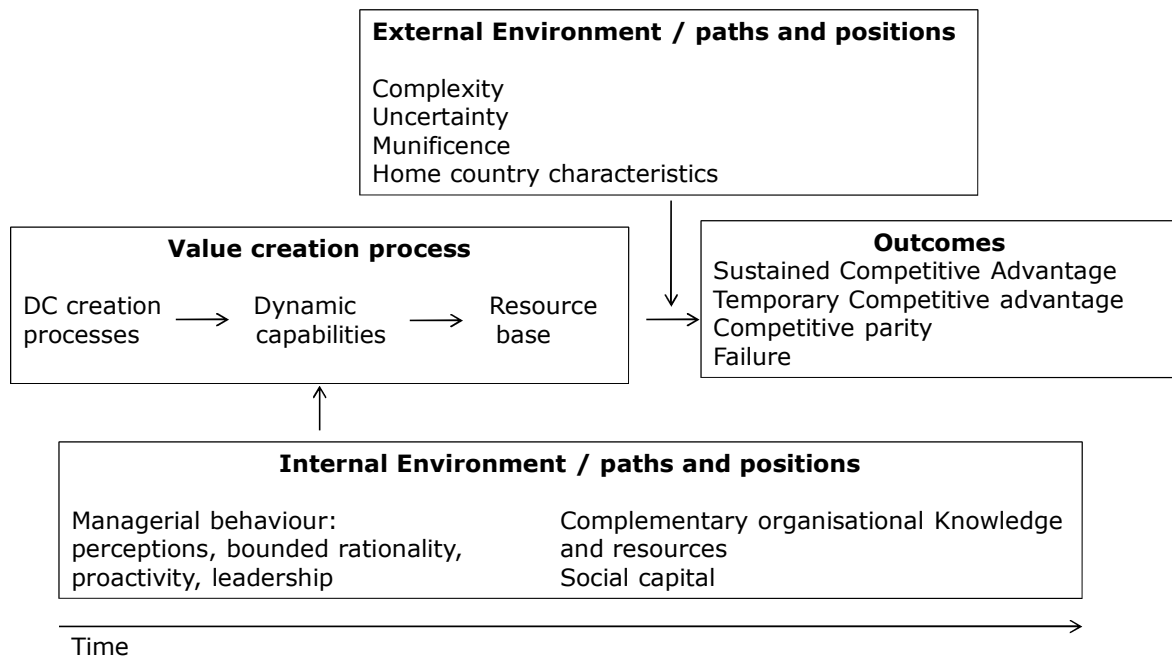 External Environment / paths and positions
Complexity
Uncertainty
Munificence
Home country characteristics
Value creation process
DC creation
processes
Dynamic
capabilities
Resource
base
Outcomes
Sustained Competitive Advantage
Temporary Competitive advantage
Competitive parity
Failure
Internal Environment / paths and positions
Managerial behaviour:
perceptions, bounded rationality,
proactivity, leadership
Complementary organisational Knowledge
and resources
Social capital
Time